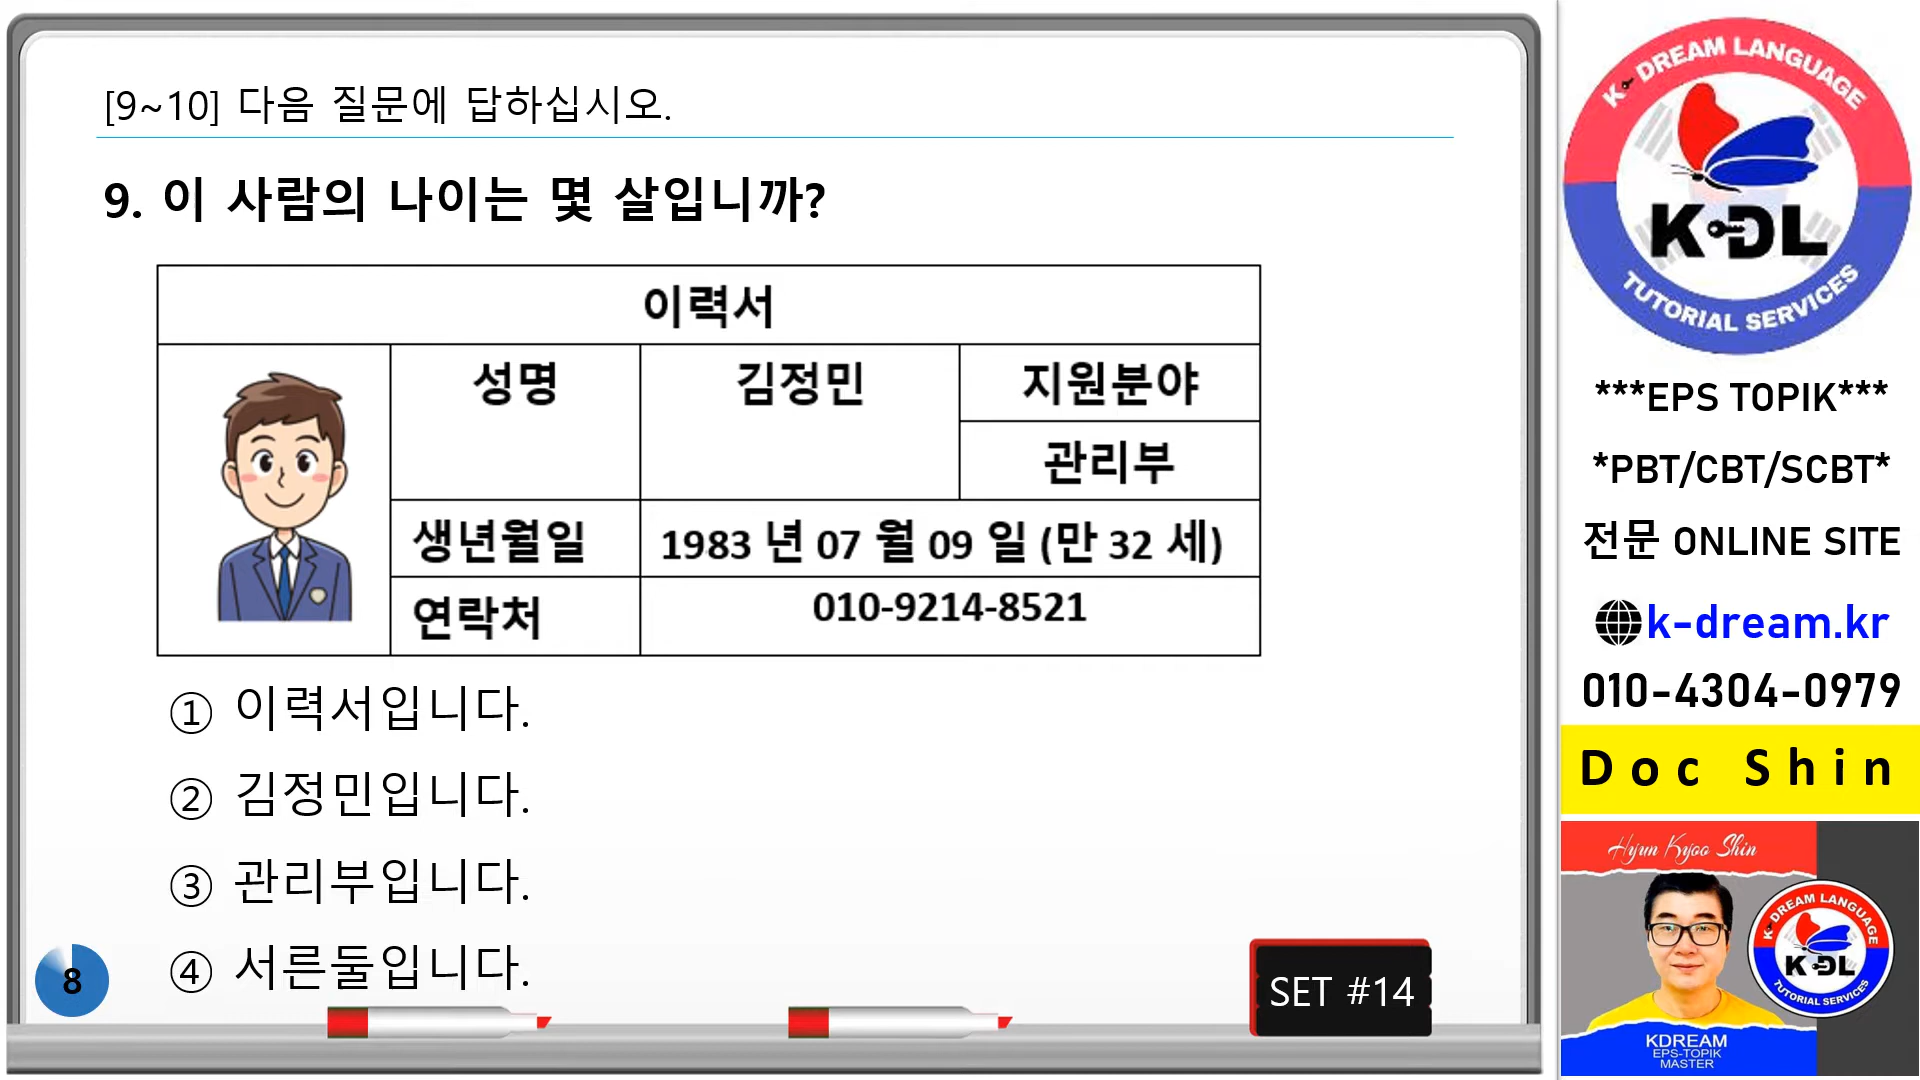 [9~10] 다음 질문에 답하십시오.
9. 이 사람의 나이는 몇 살입니까?
이력서
성명 김정민 지원분야
관리부
생년월일 1983 년 07 월 09 일 (만 32 세)
연락처 010-9214-8521
① 이력서입니다.
② 김정민입니다.
③ 관리부입니다.
④ 서른둘입니다.
8
SET #14
K-DREAM LANGUAGE
K-DL
TUTORIAL SERVICES
***EPS TOPIK***
*PBT/CBT/SCBT*
전문 ONLINE SITE
k-dream.kr
010-4304-0979
Doc Shin
Hyun Kyoo Shin
K-DREAM LANGUAGE
K-DL
TUTORIAL SERVICES
KDREAM
EPS-TOPIK
MASTER